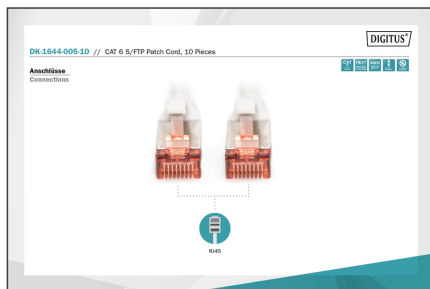 DIGITUS®
DK-1644-005-10 // CAT 6 S/FTP Patch Cord, 10 Pieces
Anschlüsse
Connections
RJ45